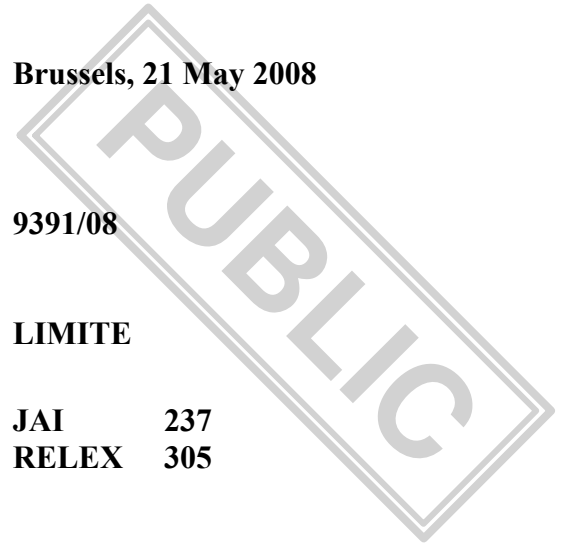 Brussels, 21 May 2008
9391/08
LIMITE
JAI 237
RELEX 305
PUBLIC